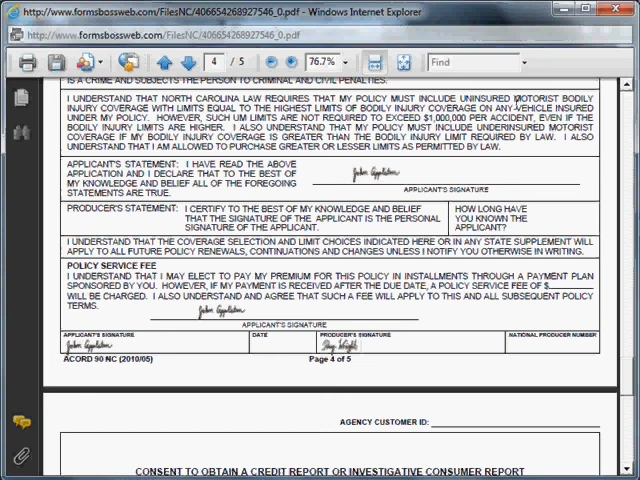 http://www.formsbossweb.com/FilesNC/406654268927546_0.pdf - Windows Internet Explorer
http://www.formsbossweb.com/FilesNC/406654268927546_0.pdf
4 / 5 76.7% Find
IS A CRIME AND SUBJECTS THE PERSON TO CRIMINAL AND CIVIL PENALTIES.
I UNDERSTAND THAT NORTH CAROLINA LAW REQUIRES THAT MY POLICY MUST INCLUDE UNINSURED MOTORIST BODILY
INJURY COVERAGE WITH LIMITS EQUAL TO THE HIGHEST LIMITS OF BODILY INJURY COVERAGE ON ANY VEHICLE INSURED
UNDER MY POLICY. HOWEVER, SUCH UM LIMITS ARE NOT REQUIRED TO EXCEED $1,000,000 PER ACCIDENT, EVEN IF THE
BODILY INJURY LIMITS ARE HIGHER. I ALSO UNDERSTAND THAT MY POLICY MUST INCLUDE UNDERINSURED MOTORIST
COVERAGE IF MY BODILY INJURY LIMITS COVERAGE IS GREATER THAN THE BODILY INJURY LIMIT REQUIRED BY LAW. I ALSO
UNDERSTAND THAT I AM ALLOWED TO PURCHASE GREATER OR LESSER LIMITS AS PERMITTED BY LAW.
APPLICANT'S STATEMENT: I HAVE READ THE ABOVE
APPLICATION AND I DECLARE THAT TO THE BEST OF
MY KNOWLEDGE AND BELIEF ALL OF THE FOREGOING
STATEMENTS ARE TRUE.
John Appleton
APPLICANT'S SIGNATURE
PRODUCER'S STATEMENT: I CERTIFY TO THE BEST OF MY KNOWLEDGE AND BELIEF
THAT THE SIGNATURE OF THE APPLICANT IS THE PERSONAL
SIGNATURE OF THE APPLICANT.
HOW LONG HAVE
YOU KNOWN THE
APPLICANT?
I UNDERSTAND THAT THE COVERAGE SELECTION AND LIMIT CHOICES INDICATED HERE OR IN ANY STATE SUPPLEMENT WILL
APPLY TO ALL FUTURE POLICY RENEWALS, CONTINUATIONS AND CHANGES UNLESS I NOTIFY YOU OTHERWISE IN WRITING.
POLICY SERVICE FEE
I UNDERSTAND THAT I MAY ELECT TO PAY MY PREMIUM FOR THIS POLICY IN INSTALLMENTS THROUGH A PAYMENT PLAN
SPONSORED BY YOU. HOWEVER, IF MY PAYMENT IS RECEIVED AFTER THE DUE DATE, A POLICY SERVICE FEE OF $
WILL BE CHARGED. I ALSO UNDERSTAND AND AGREE THAT SUCH A FEE WILL APPLY TO THIS AND ALL SUBSEQUENT POLICY
TERMS.
John Appleton
APPLICANT'S SIGNATURE
APPLICANT'S SIGNATURE DATE PRODUCER'S SIGNATURE NATIONAL PRODUCER NUMBER
John Appleton Wright
ACORD 90 NC (2010/05) Page 4 of 5
AGENCY CUSTOMER ID:
CONSENT TO OBTAIN A CREDIT REPORT OR INVESTIGATIVE CONSUMER REPORT